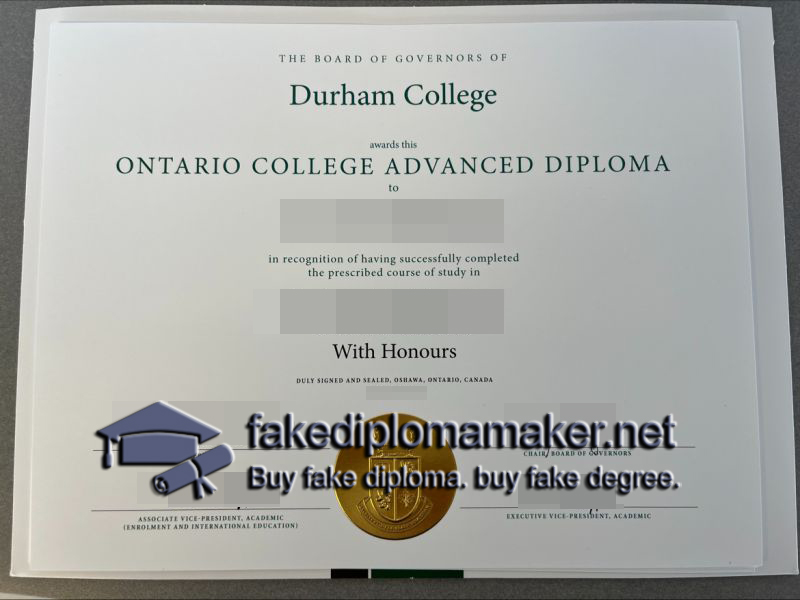 THE BOARD OF GOVERNORS OF
Durham College
awards this
ONTARIO COLLEGE ADVANCED DIPLOMA
to
in recognition of having successfully completed
the prescribed course of study in
With Honours
DULY SIGNED AND SEALED, OSHAWA, ONTARIO, CANADA
fakediplomamaker.net
CHAIR, BOARD OF GOVERNORS
Buy fake diploma. buy fake degree.
ASSOCIATE VICE-PRESIDENT, ACADEMIC
(ENROLMENT AND INTERNATIONAL EDUCATION)
EXECUTIVE VICE-PRESIDENT, ACADEMIC